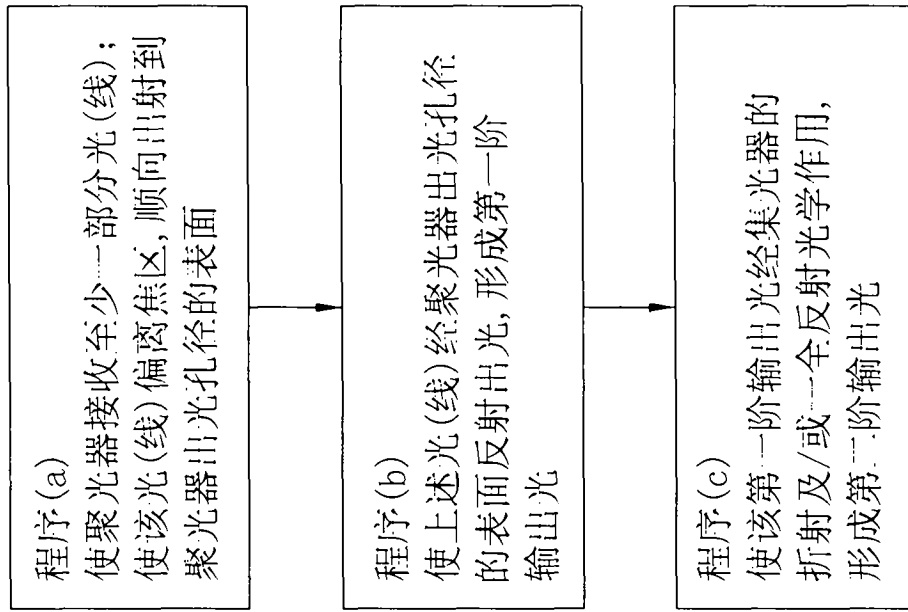 程序(a)
使聚光器接收至少一部分光(线);
使该光(线)偏离焦区,顺向出射到
聚光器出光孔径的表面
程序(b)
使上述光(线)经聚光器出光孔径
的表面反射出光,形成第一阶
输出光
程序(c)
使该第一阶输出光经集光器的
折射及/或一全反射光学作用,
形成第二阶输出光